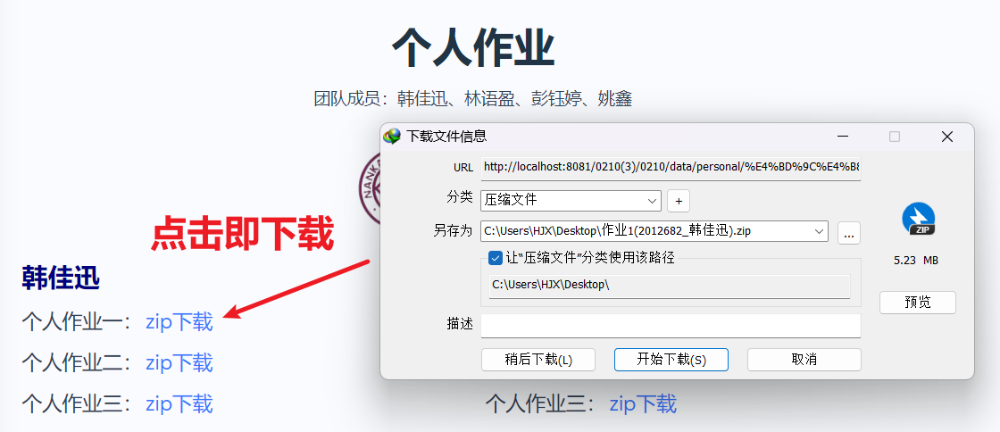 个人作业
团队成员：韩佳迅、林语盈、彭钰婷、姚鑫
下载文件信息
NANKA
URL http://localhost:8081/0210(3)/0210/data/personal/%E4%BD%9C%E4%B8
分类 压缩文件 +
另存为 C:\Users\HJX\Desktop\作业1(2012682_韩佳迅).zip ...
ZIP
让“压缩文件”分类使用该路径
5.23 MB
C:\Users\HJX\Desktop\
预览
描述
稍后下载(L) 开始下载(S) 取消
点击即下载
韩佳迅
个人作业一： zip下载
个人作业二： zip下载
个人作业三： zip下载 个人作业三： zip下载